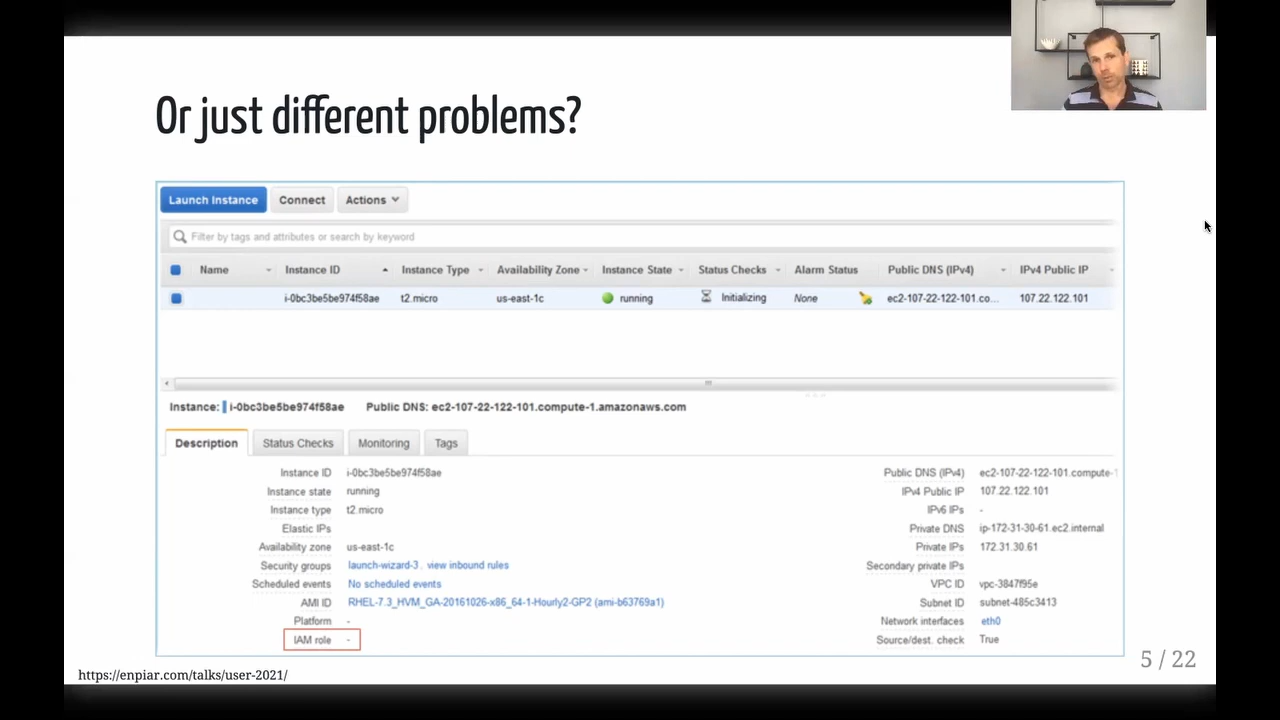 Or just different problems?
Launch Instance Connect Actions
Filter by tags and attributes or search by keyword
Name Instance ID Instance Type Availability Zone Instance State Status Checks Alarm Status Public DNS (IPv4) IPv4 Public IP
i-0bc3be5be974f58ae t2.micro us-east-1c running Initializing None ec2-107-22-122-101.co... 107.22.122.101
Instance: i-0bc3be5be974f58ae Public DNS: ec2-107-22-122-101.compute-1.amazonaws.com
Description Status Checks Monitoring Tags
Instance ID i-0bc3be5be974f58ae Public DNS (IPv4) ec2-107-22-122-101.compute-1
Instance state running IPv4 Public IP 107.22.122.101
Instance type t2.micro IPv6 IPs -
Elastic IPs Private DNS ip-172-31-30-61.ec2.internal
Availability zone us-east-1c Private IPs 172.31.30.61
Security groups launch-wizard-3 . view inbound rules Secondary private IPs
Scheduled events No scheduled events VPC ID vpc-3847f95e
AMI ID RHEL-7.3_HVM_GA-20161026-x86_64-1-Hourly2-GP2 (ami-b63769a1) Subnet ID subnet-485c3413
Platform - Network interfaces eth0
IAM role - Source/dest. check True
https://enpiar.com/talks/user-2021/ 5 / 22